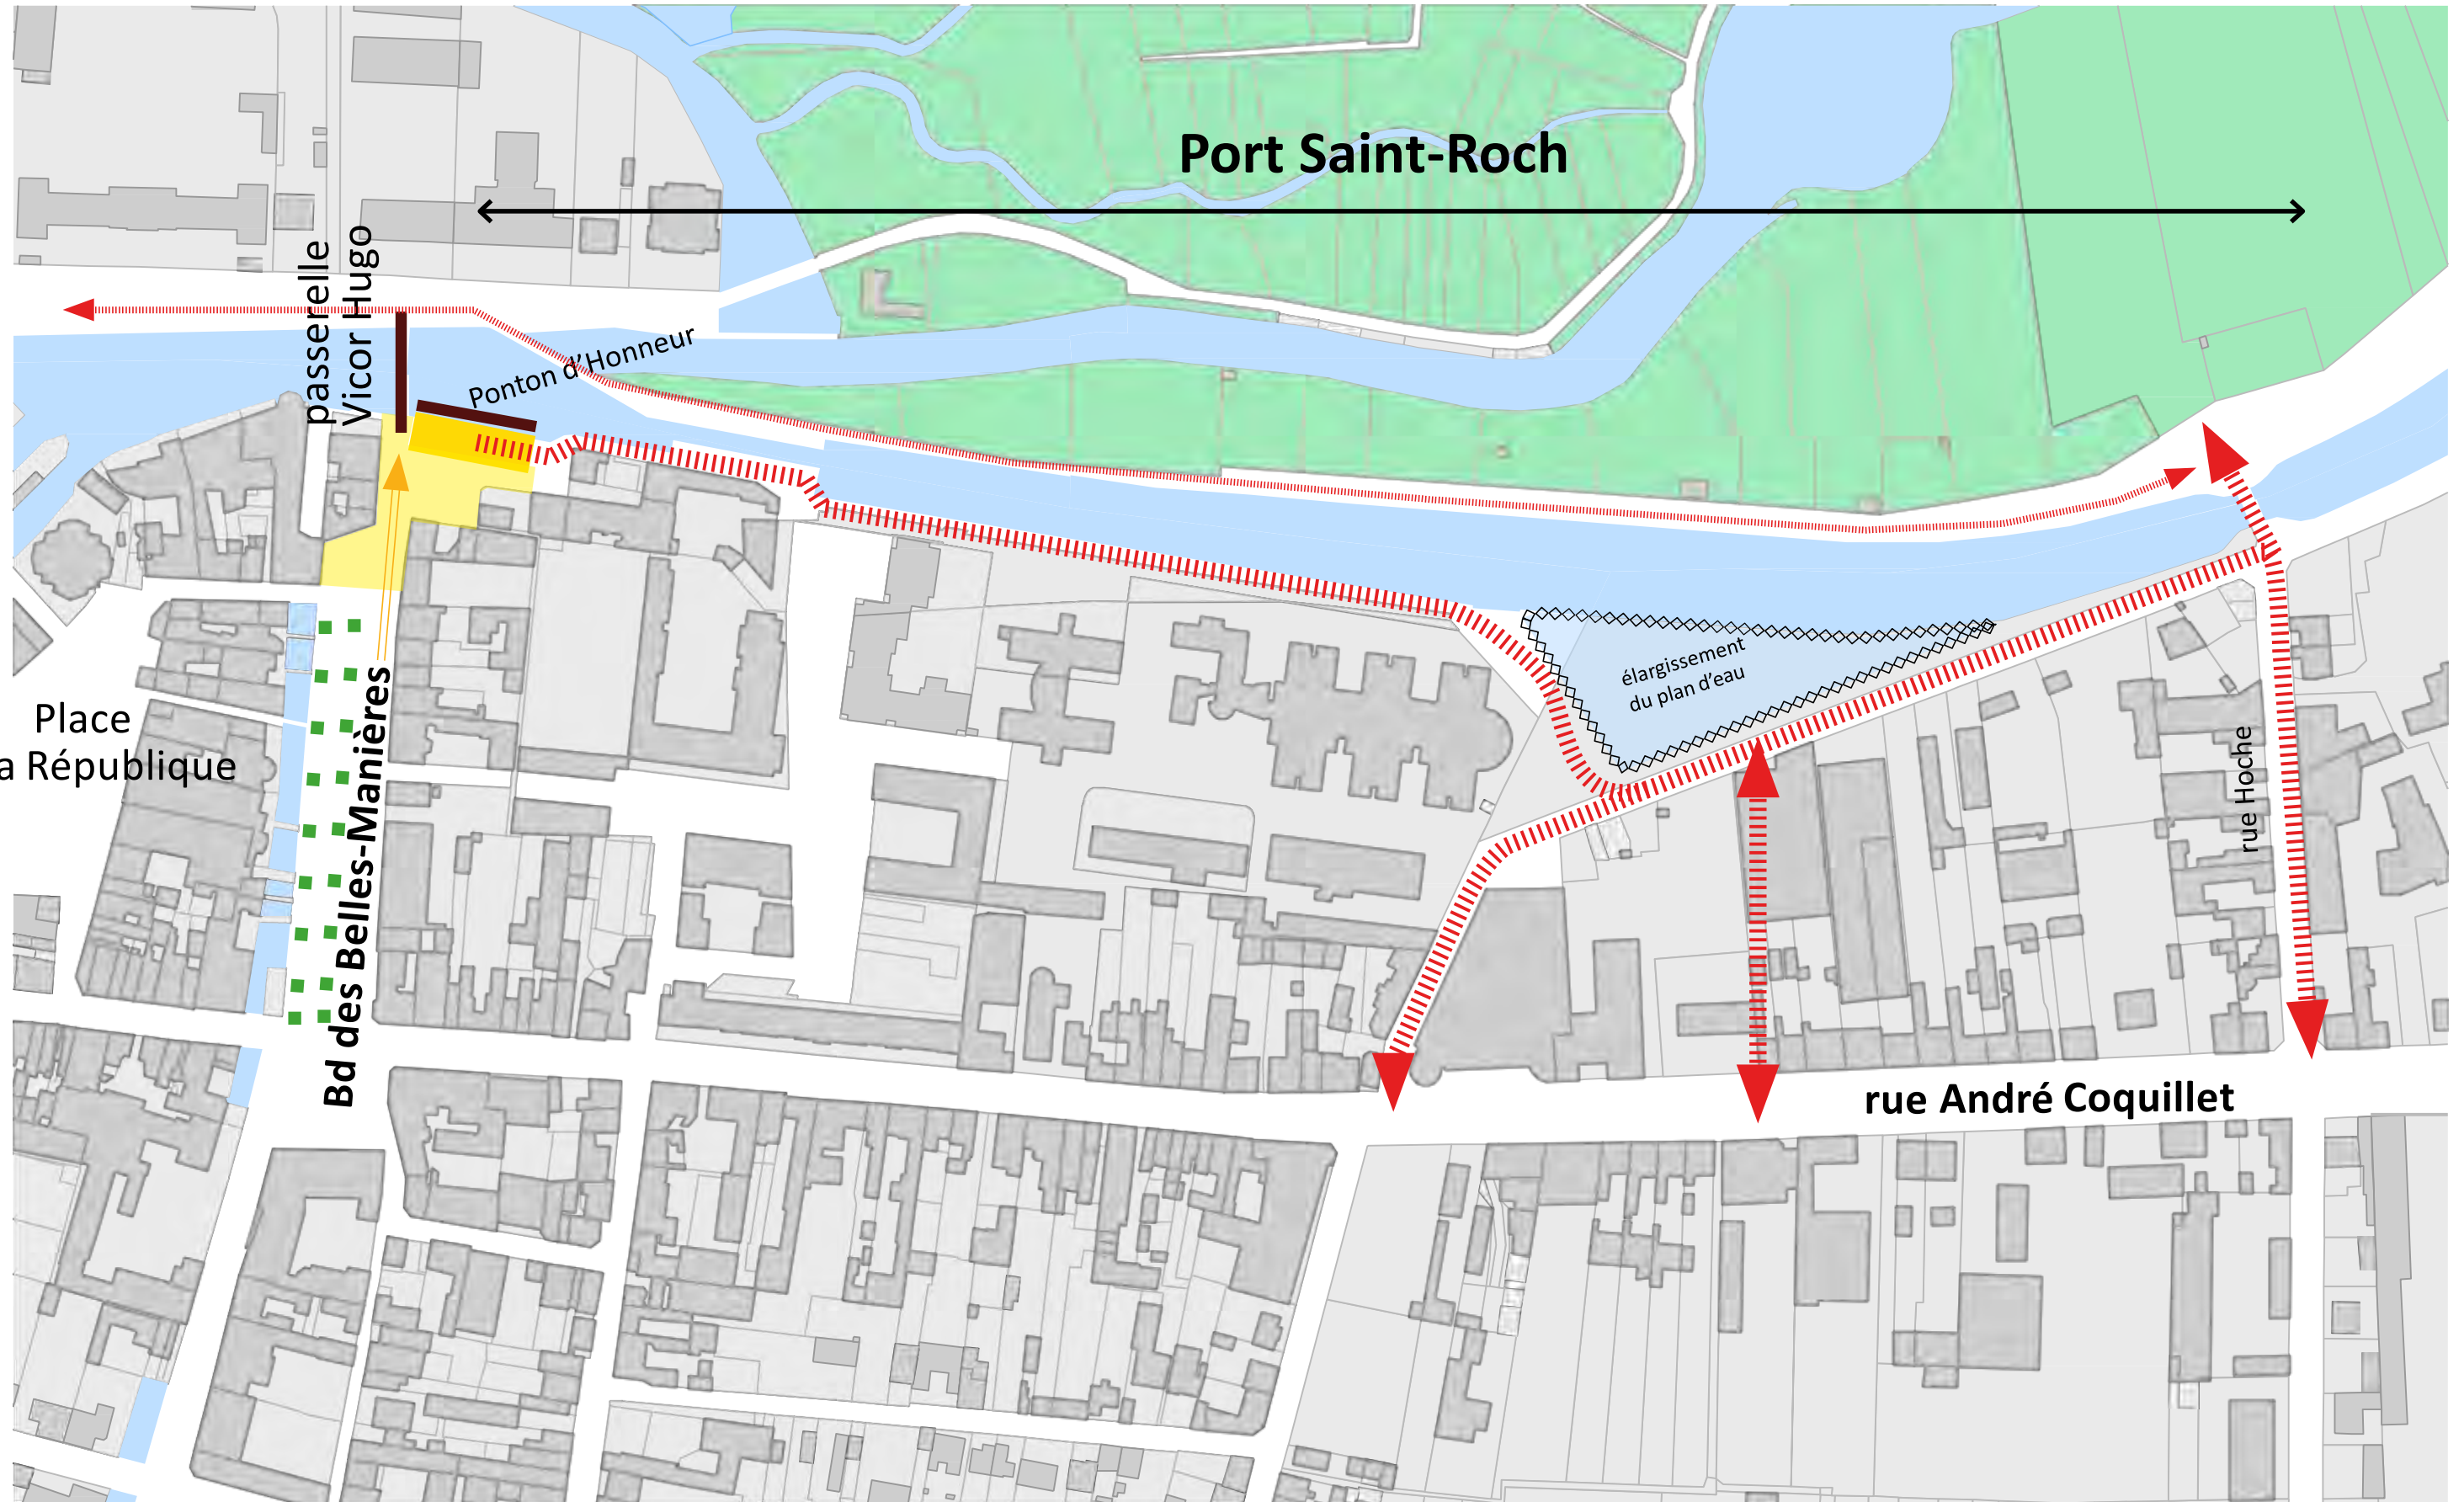 Port Saint-Roch
passerelle
Vicor Hugo
Ponton d'Honneur
élargissement
du plan d'eau
Place
a République
Bd des Belles-Manières
rue Hoche
rue André Coquillet